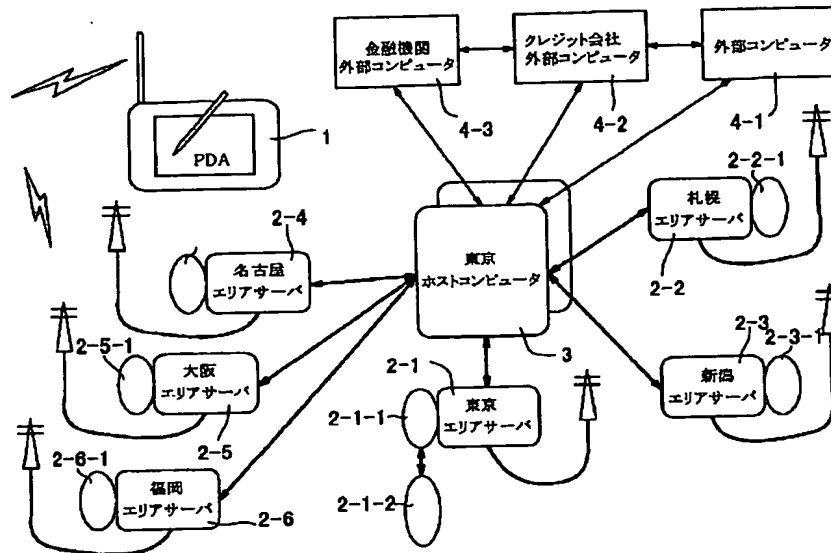 金融機関
外部コンピュータ
クレジット会社
外部コンピュータ
外部コンピュータ
4-3
4-2
4-1
1
PDA
2-2-1
札幌
エリアサーバ
2-2
2-4
名古屋
エリアサーバ
東京
ホストコンピュータ
3
2-3
2-3-1
新潟
エリアサーバ
2-5-1
大阪
エリアサーバ
2-5
2-1
2-1-1
東京
エリアサーバ
2-1-2
2-6-1
福岡
エリアサーバ
2-6